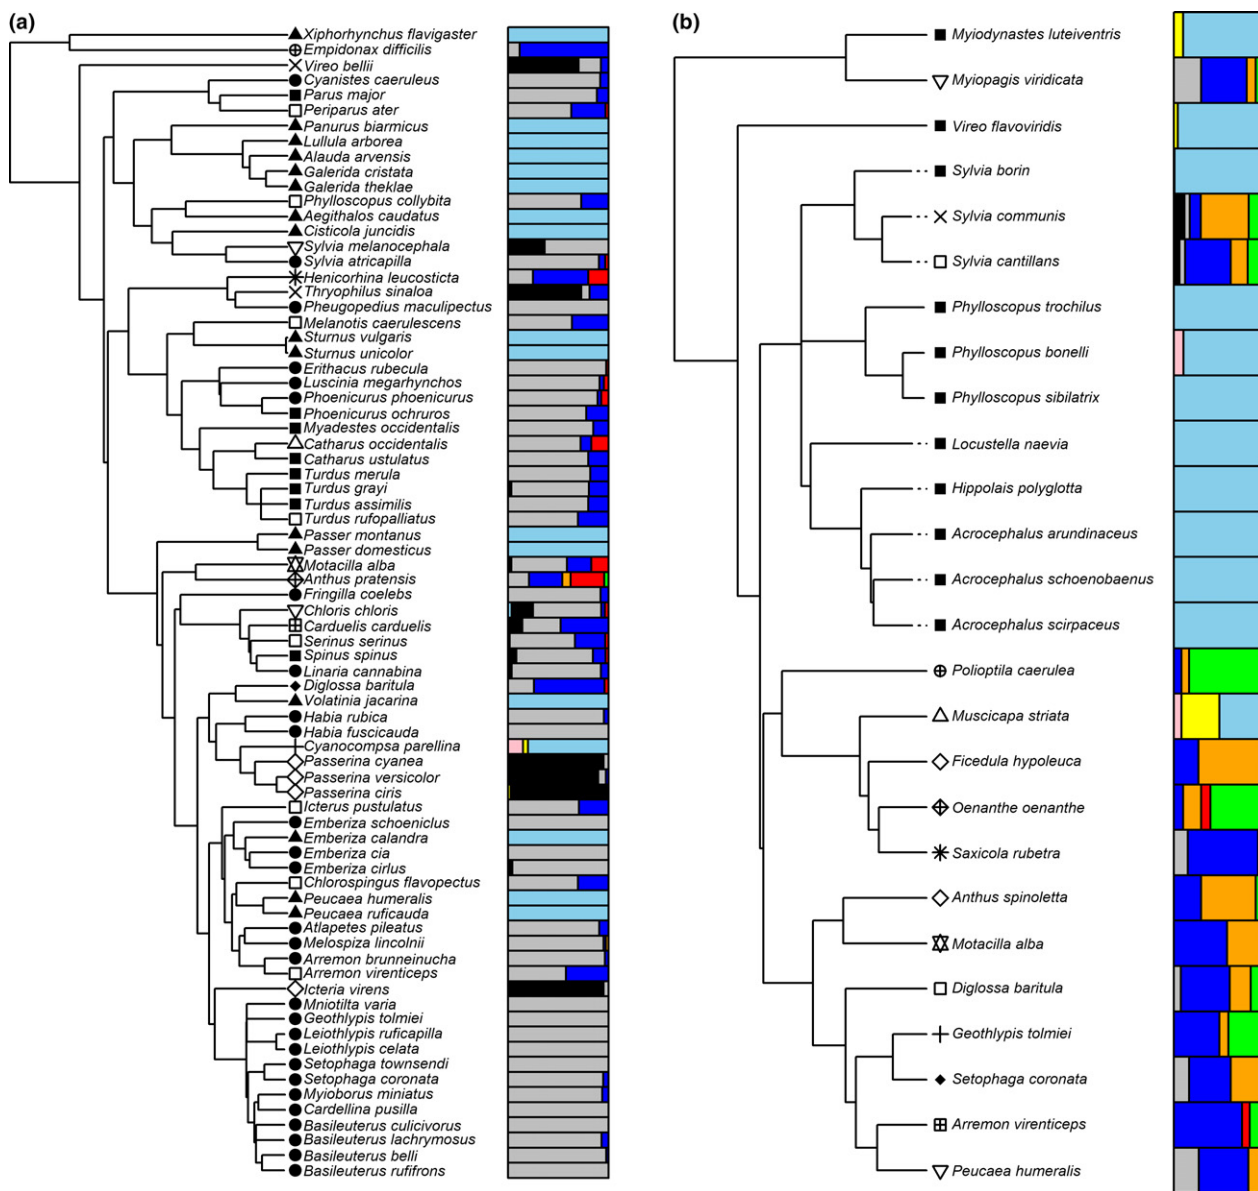 (a)
Xiphorhynchus flavigaster
Empidonax difficilis
Vireo bellii
Cyanistes caeruleus
Parus major
Periparus ater
Panurus biarmicus
Lullula arborea
Alauda arvensis
Galerida cristata
Galerida theklae
Phylloscopus collybita
Aegithalos caudatus
Cisticola juncidis
Sylvia melanocephala
Sylvia atricapilla
Henicorhina leucosticta
Thryophilus sinaloa
Pheugopedius maculipectus
Melanotis caerulescens
Sturnus vulgaris
Sturnus unicolor
Erithacus rubecula
Luscinia megarhynchos
Phoenicurus phoenicurus
Phoenicurus ochruros
Myadestes occidentalis
Catharus occidentalis
Catharus ustulatus
Turdus merula
Turdus grayi
Turdus assimilis
Turdus rufopalliatus
Passer montanus
Passer domesticus
Motacilla alba
Anthus pratensis
Fringilla coelebs
Chloris chloris
Carduelis carduelis
Serinus serinus
Spinus spinus
Linaria cannabina
Diglossa baritula
Volatinia jacarina
Habia rubica
Habia fuscicauda
Cyanocompsa parellina
Passerina cyanea
Passerina versicolor
Passerina ciris
Icterus pustulatus
Emberiza schoeniclus
Emberiza calandra
Emberiza cia
Emberiza cirlus
Chlorospingus flavopectus
Peucaea humeralis
Peucaea ruficauda
Atlapetes pileatus
Melospiza lincolnii
Arremon brunneinucha
Arremon virenticeps
Icteria virens
Mniotilta varia
Geothlypis tolmiei
Leiothlypis ruficapilla
Leiothlypis celata
Setophaga townsendi
Setophaga coronata
Myioborus miniatus
Cardellina pusilla
Basileuterus culicivorus
Basileuterus lachrymosus
Basileuterus belli
Basileuterus rufifrons
(b)
Myiodynastes luteiventris
Myiopagis viridicata
Vireo flavoviridis
Sylvia borin
Sylvia communis
Sylvia cantillans
Phylloscopus trochilus
Phylloscopus bonelli
Phylloscopus sibilatrix
Locustella naevia
Hippolais polyglotta
Acrocephalus arundinaceus
Acrocephalus schoenobaenus
Acrocephalus scirpaceus
Polioptila caerulea
Muscicapa striata
Ficedula hypoleuca
Oenanthe oenanthe
Saxicola rubetra
Anthus spinoletta
Motacilla alba
Diglossa baritula
Geothlypis tolmiei
Setophaga coronata
Arremon virenticeps
Peucaea humeralis